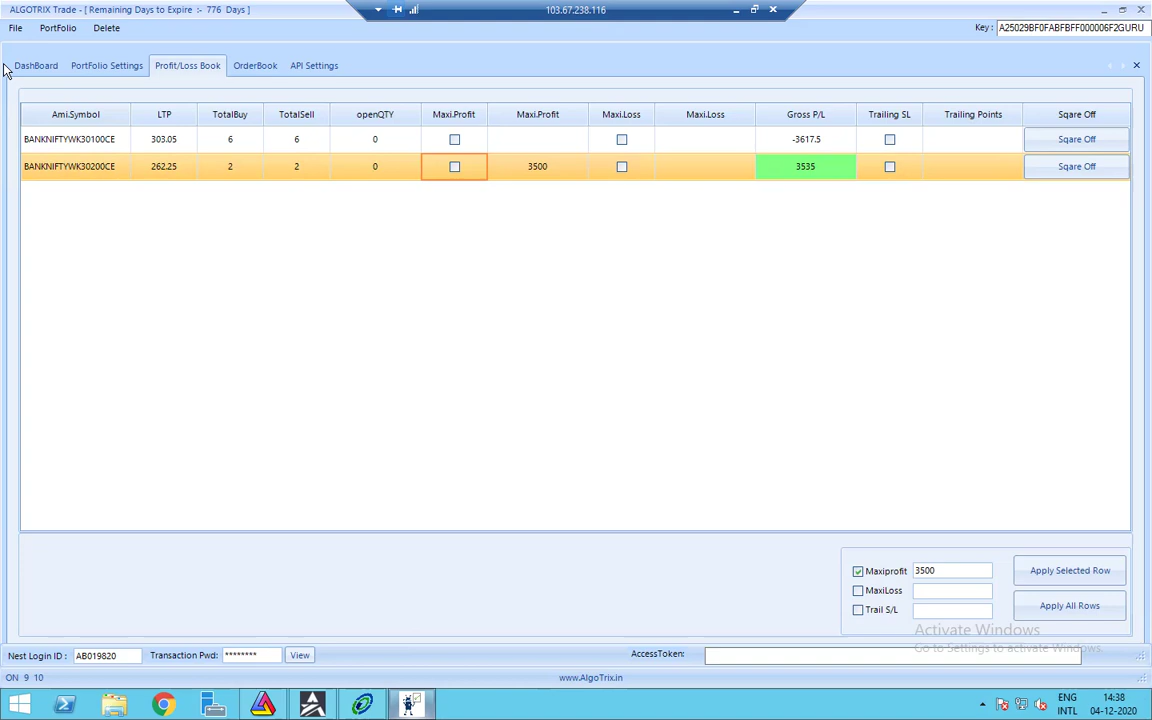 ALGOTRIX Trade - [ Remaining Days to Expire :- 776 Days ]
103.67.238.116
File PortFolio Delete
Key : A25029BF0FABFBFF000006F2GURU
DashBoard PortFolio Settings Profit/Loss Book OrderBook API Settings
Ami.Symbol LTP TotalBuy TotalSell openQTY Maxi.Profit Maxi.Profit Maxi.Loss Maxi.Loss Gross P/L Trailing SL Trailing Points Sqare Off
BANKNIFTYWK30100CE 303.05 6 6 0 -3617.5 Sqare Off
BANKNIFTYWK30200CE 262.25 2 2 0 3500 3535 Sqare Off
Maxiprofit 3500 Apply Selected Row
MaxiLoss
Trail S/L Apply All Rows
Activate Windows
Go to Settings to activate Windows.
Nest Login ID : AB019820 Transaction Pwd: ******** View AccessToken:
ON 9 10 www.AlgoTrix.in
ENG 14:38
INTL 04-12-2020